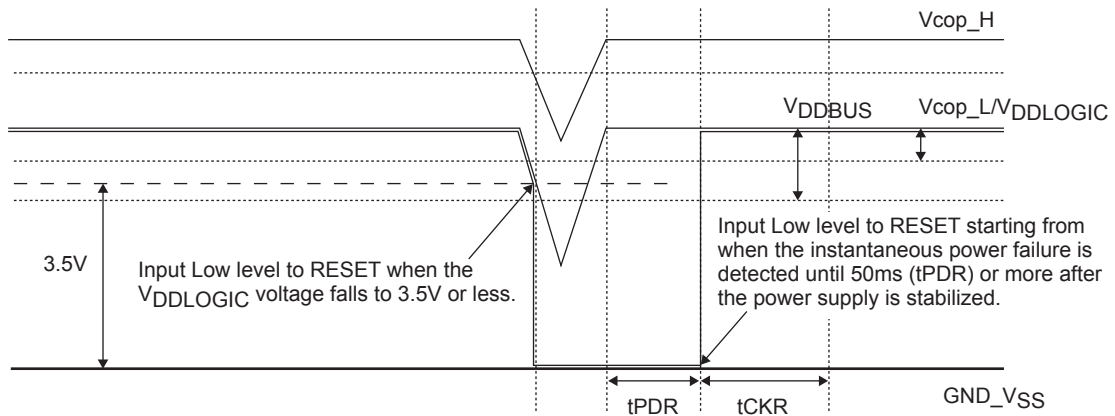 Vcop_H
VDDBUS
Vcop_L/VDDLOGIC
3.5V
Input Low level to RESET when the
VDDLOGIC voltage falls to 3.5V or less.
Input Low level to RESET starting from
when the instantaneous power failure is
detected until 50ms (tPDR) or more after
the power supply is stabilized.
tPDR
tCKR
GND_VSS